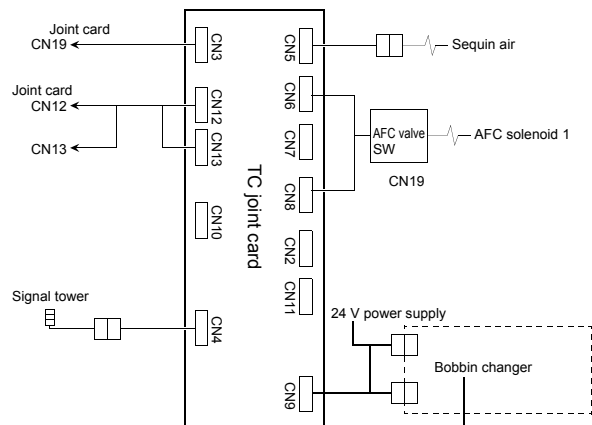 Joint card
CN19
CN3
CN5
Sequin air
Joint card
CN12
CN12
CN6
AFC valve
SW
AFC solenoid 1
CN13
CN13
CN7
CN19
TC joint card
CN8
CN10
CN2
Signal tower
CN11
24 V power supply
CN4
Bobbin changer
CN9